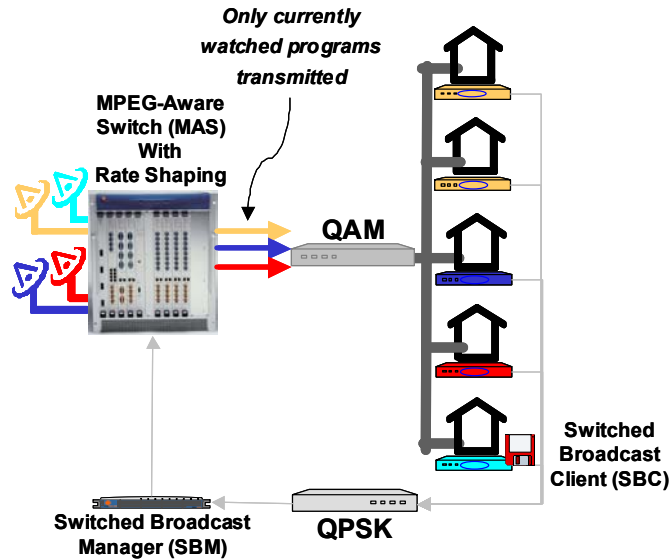 Only currently
watched programs
transmitted
MPEG-Aware
Switch (MAS)
With
Rate Shaping
QAM
Switched
Broadcast
Client (SBC)
QPSK
Switched Broadcast
Manager (SBM)